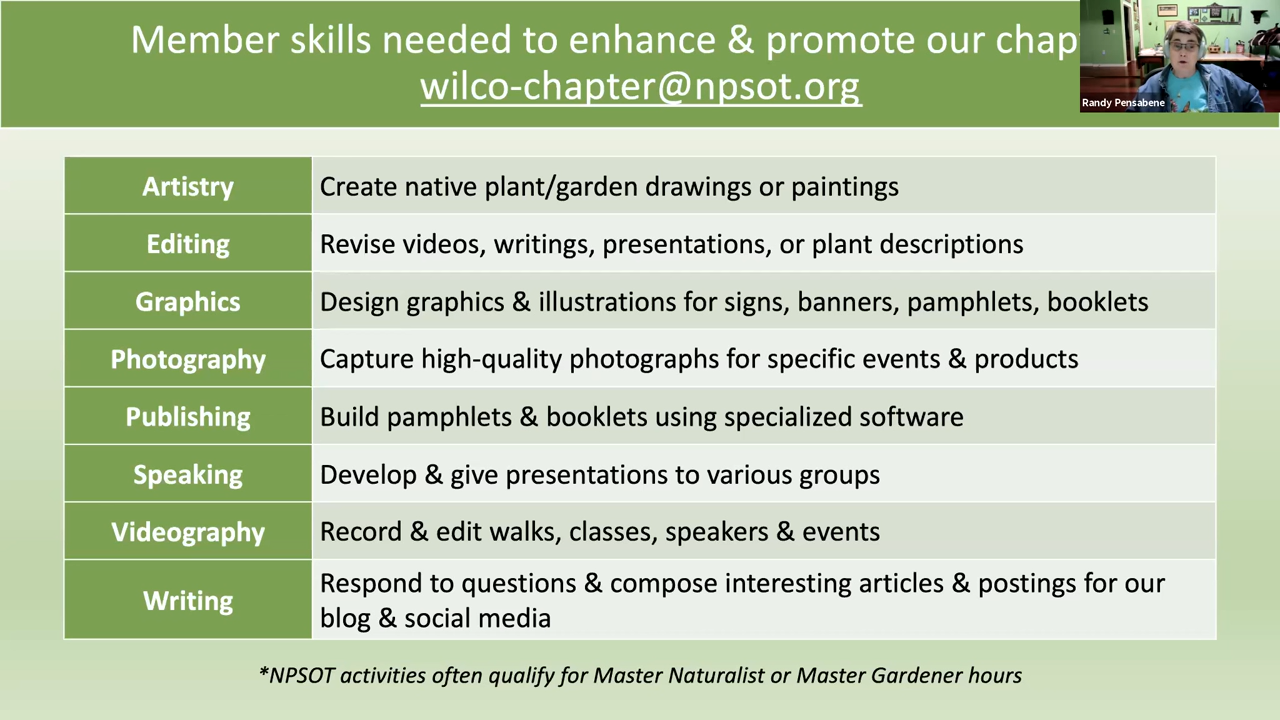 Member skills needed to enhance & promote our chap
wilco-chapter@npsot.org
Randy Pensabene
Artistry
Create native plant/garden drawings or paintings
Editing
Revise videos, writings, presentations, or plant descriptions
Graphics
Design graphics & illustrations for signs, banners, pamphlets, booklets
Photography
Capture high-quality photographs for specific events & products
Publishing
Build pamphlets & booklets using specialized software
Speaking
Develop & give presentations to various groups
Videography
Record & edit walks, classes, speakers & events
Writing
Respond to questions & compose interesting articles & postings for our
blog & social media
*NPSOT activities often qualify for Master Naturalist or Master Gardener hours